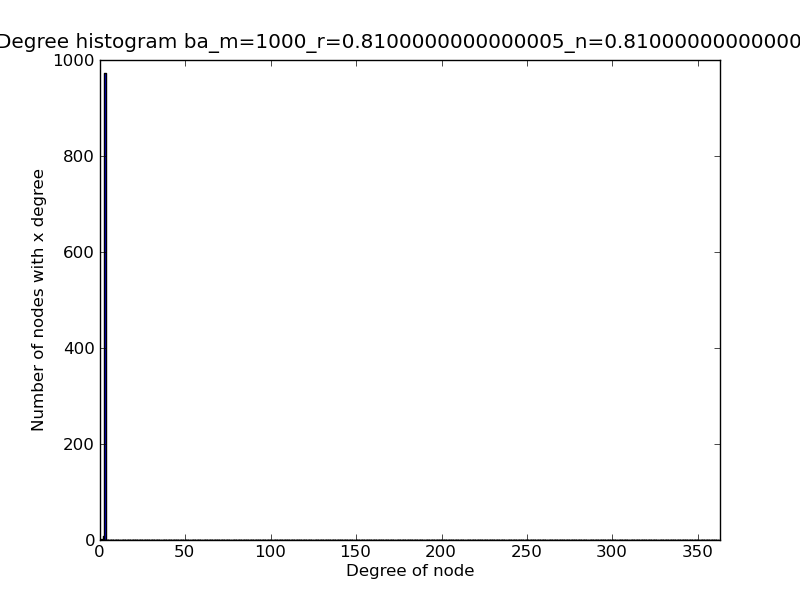 Degree histogram ba_m=1000_r=0.8100000000000005_n=0.81000000000000
1000
800
600
400
200
0
Number of nodes with x degree
0 50 100 150 200 250 300 350
Degree of node